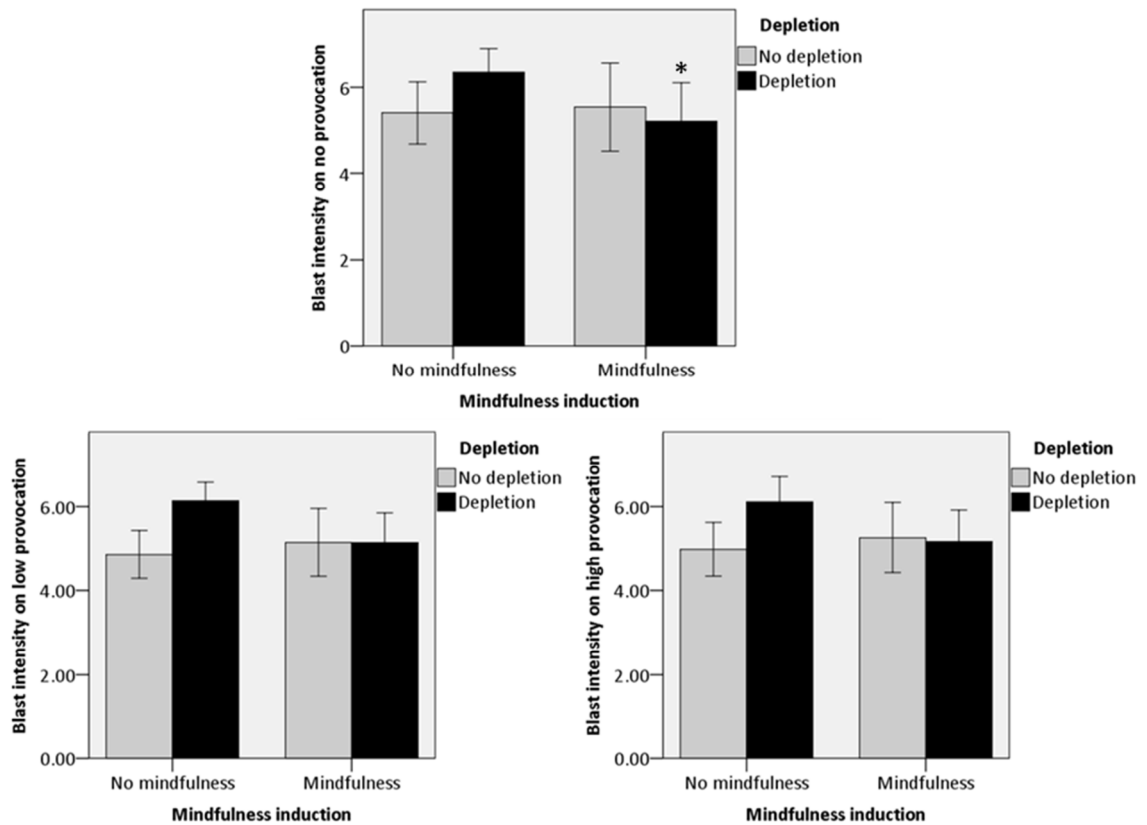 Depletion
No depletion
Depletion
*
Blast intensity on no provocation
6
4
2
0
No mindfulness
Mindfulness
Mindfulness induction
Depletion
No depletion
Depletion
Blast intensity on low provocation
6.00
4.00
2.00
0.00
No mindfulness
Mindfulness
Mindfulness induction
Depletion
No depletion
Depletion
Blast intensity on high provocation
6.00
4.00
2.00
0.00
No mindfulness
Mindfulness
Mindfulness induction